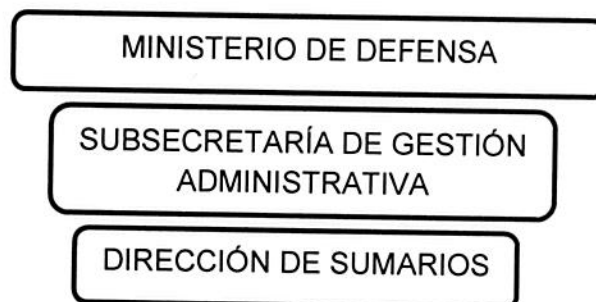 MINISTERIO DE DEFENSA
SUBSECRETARÍA DE GESTIÓN
ADMINISTRATIVA
DIRECCIÓN DE SUMARIOS